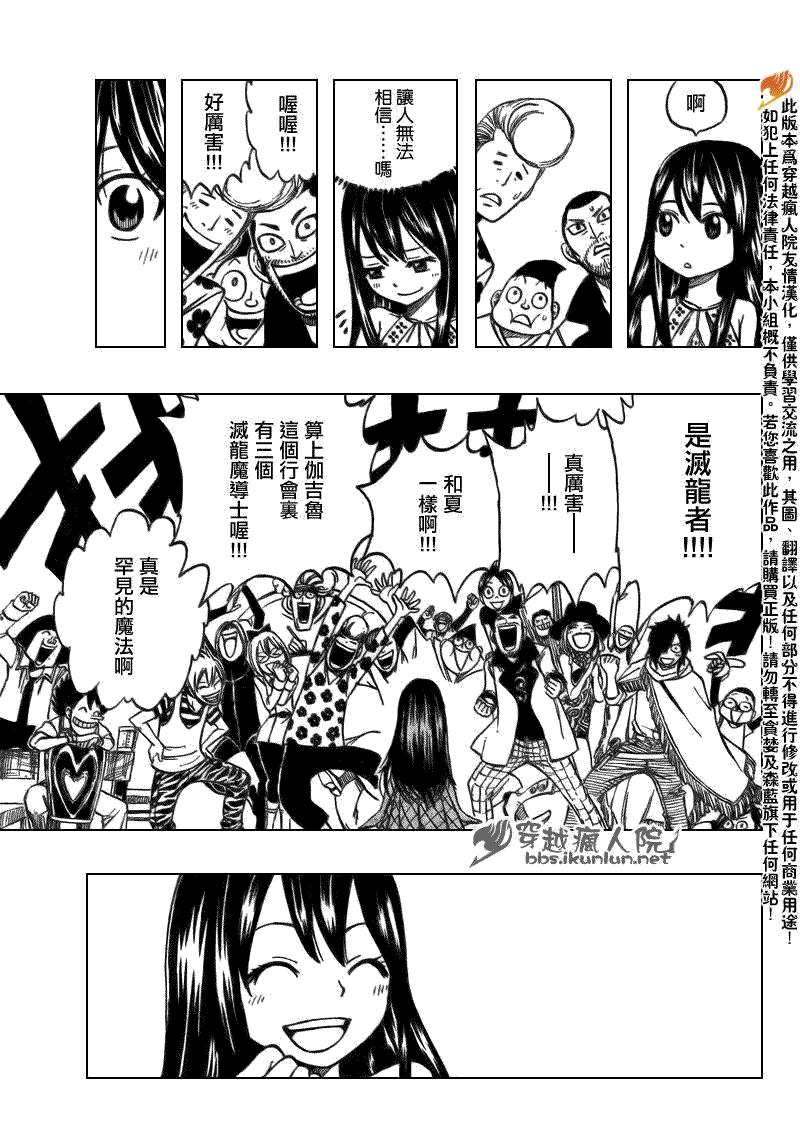 啊
讓人無法
相信……嗎
喔喔!!!
好厲害!!!
是滅龍者!!!!
真厲害——!!!
和夏
一樣啊!!!
算上伽吉魯
這個行會裏
有三個
滅龍魔導士喔!!!
真是
罕見的魔法啊
穿越瘋人院
bbs.ikunlun.net
此版本爲穿越瘋人院友情漢化，僅供學習交流之用，其圖、翻譯以及任何部分不得進行修改或用于任何商業用途！
如犯上任何法律責任，本小組概不負責。若您喜歡此作品，請購買正版！請勿轉至貪婪及森藍旗下任何網站！